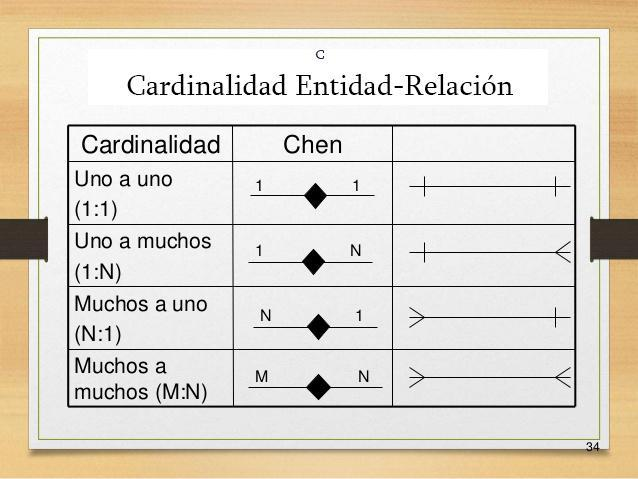 C
Cardinalidad Entidad-Relación
Cardinalidad Chen
Uno a uno
(1:1)
1 1
Uno a muchos
(1:N)
1 N
Muchos a uno
(N:1)
N 1
Muchos a
muchos (M:N)
M N
34